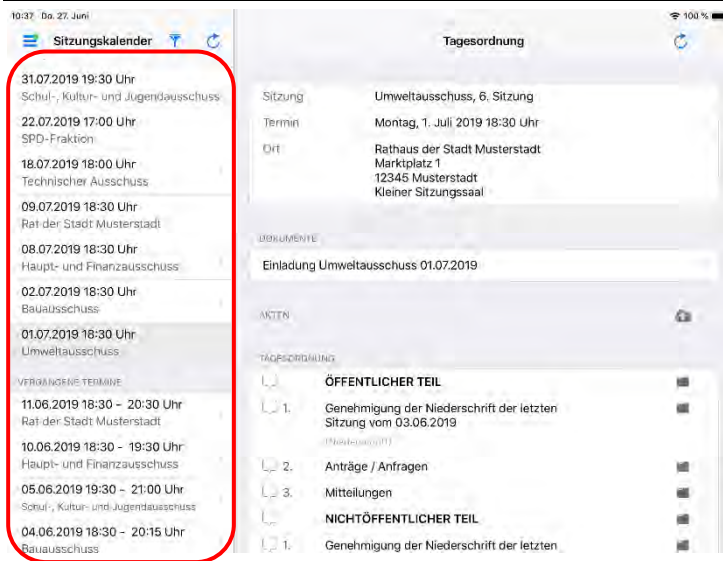 10:37 Do. 27. Juni
100 %
Sitzungskalender
31.07.2019 19:30 Uhr
Schul-, Kultur- und Jugendausschuss
22.07.2019 17:00 Uhr
SPD-Fraktion
18.07.2019 18:00 Uhr
Technischer Ausschuss
09.07.2019 18:30 Uhr
Rat der Stadt Musterstadt
08.07.2019 18:30 Uhr
Haupt- und Finanzausschuss
02.07.2019 18:30 Uhr
Bauausschuss
01.07.2019 18:30 Uhr
Umweltausschuss
VERGANGENE TERMINE
11.06.2019 18:30 - 20:30 Uhr
Rat der Stadt Musterstadt
10.06.2019 18:30 - 19:30 Uhr
Haupt- und Finanzausschuss
05.06.2019 19:30 - 21:00 Uhr
Schul-, Kultur- und Jugendausschuss
04.06.2019 18:30 - 20:15 Uhr
Bauausschuss
Tagesordnung
Sitzung Umweltausschuss, 6. Sitzung
Termin Montag, 1. Juli 2019 18:30 Uhr
Ort Rathaus der Stadt Musterstadt
Marktplatz 1
12345 Musterstadt
Kleiner Sitzungssaal
DOKUMENTE
Einladung Umweltausschuss 01.07.2019
AKTEN
TAGESORDNUNG
ÖFFENTLICHER TEIL
1. Genehmigung der Niederschrift der letzten
Sitzung vom 03.06.2019
(Niederschrift)
2. Anträge / Anfragen
3. Mitteilungen
NICHTÖFFENTLICHER TEIL
1. Genehmigung der Niederschrift der letzten